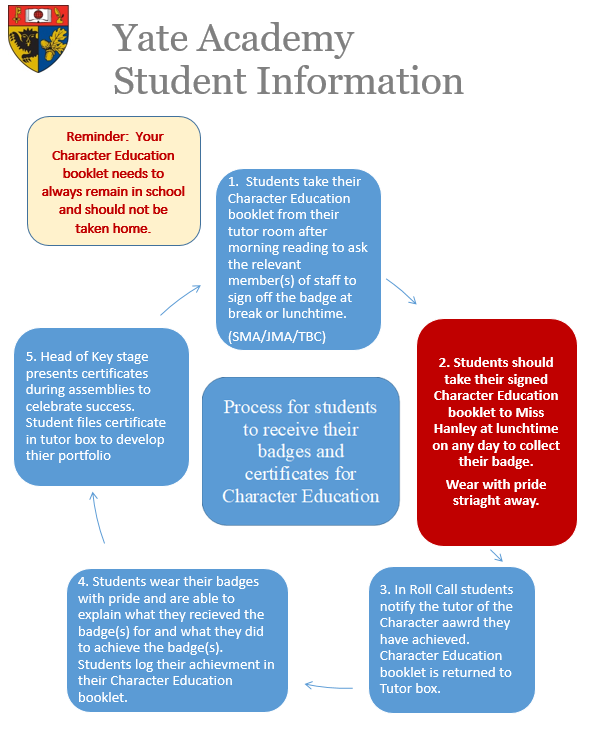 Yate Academy
Student Information
Reminder:  Your
Character Education
booklet needs to
always remain in school
and should not be
taken home.
1.  Students take their
Character Education
booklet from their
tutor room after
morning reading to ask
the relevant
member(s) of staff to
sign off the badge at
break or lunchtime.
(SMA/JMA/TBC)
2. Students should
take their signed
Character Education
booklet to Miss
Hanley at lunchtime
on any day to collect
their badge.
Wear with pride
striaght away.
3. In Roll Call students
notify the tutor of the
Character aawrd they
have achieved.
Character Education
booklet is returned to
Tutor box.
4. Students wear their badges
with pride and are able to
explain what they recieved the
badge(s) for and what they did
to achieve the badge(s).
Students log their achievment in
their Character Education
booklet.
5. Head of Key stage
presents certificates
during assemblies to
celebrate success.
Student files certificate
in tutor box to develop
thier portfolio
Process for students
to receive their
badges and
certificates for
Character Education